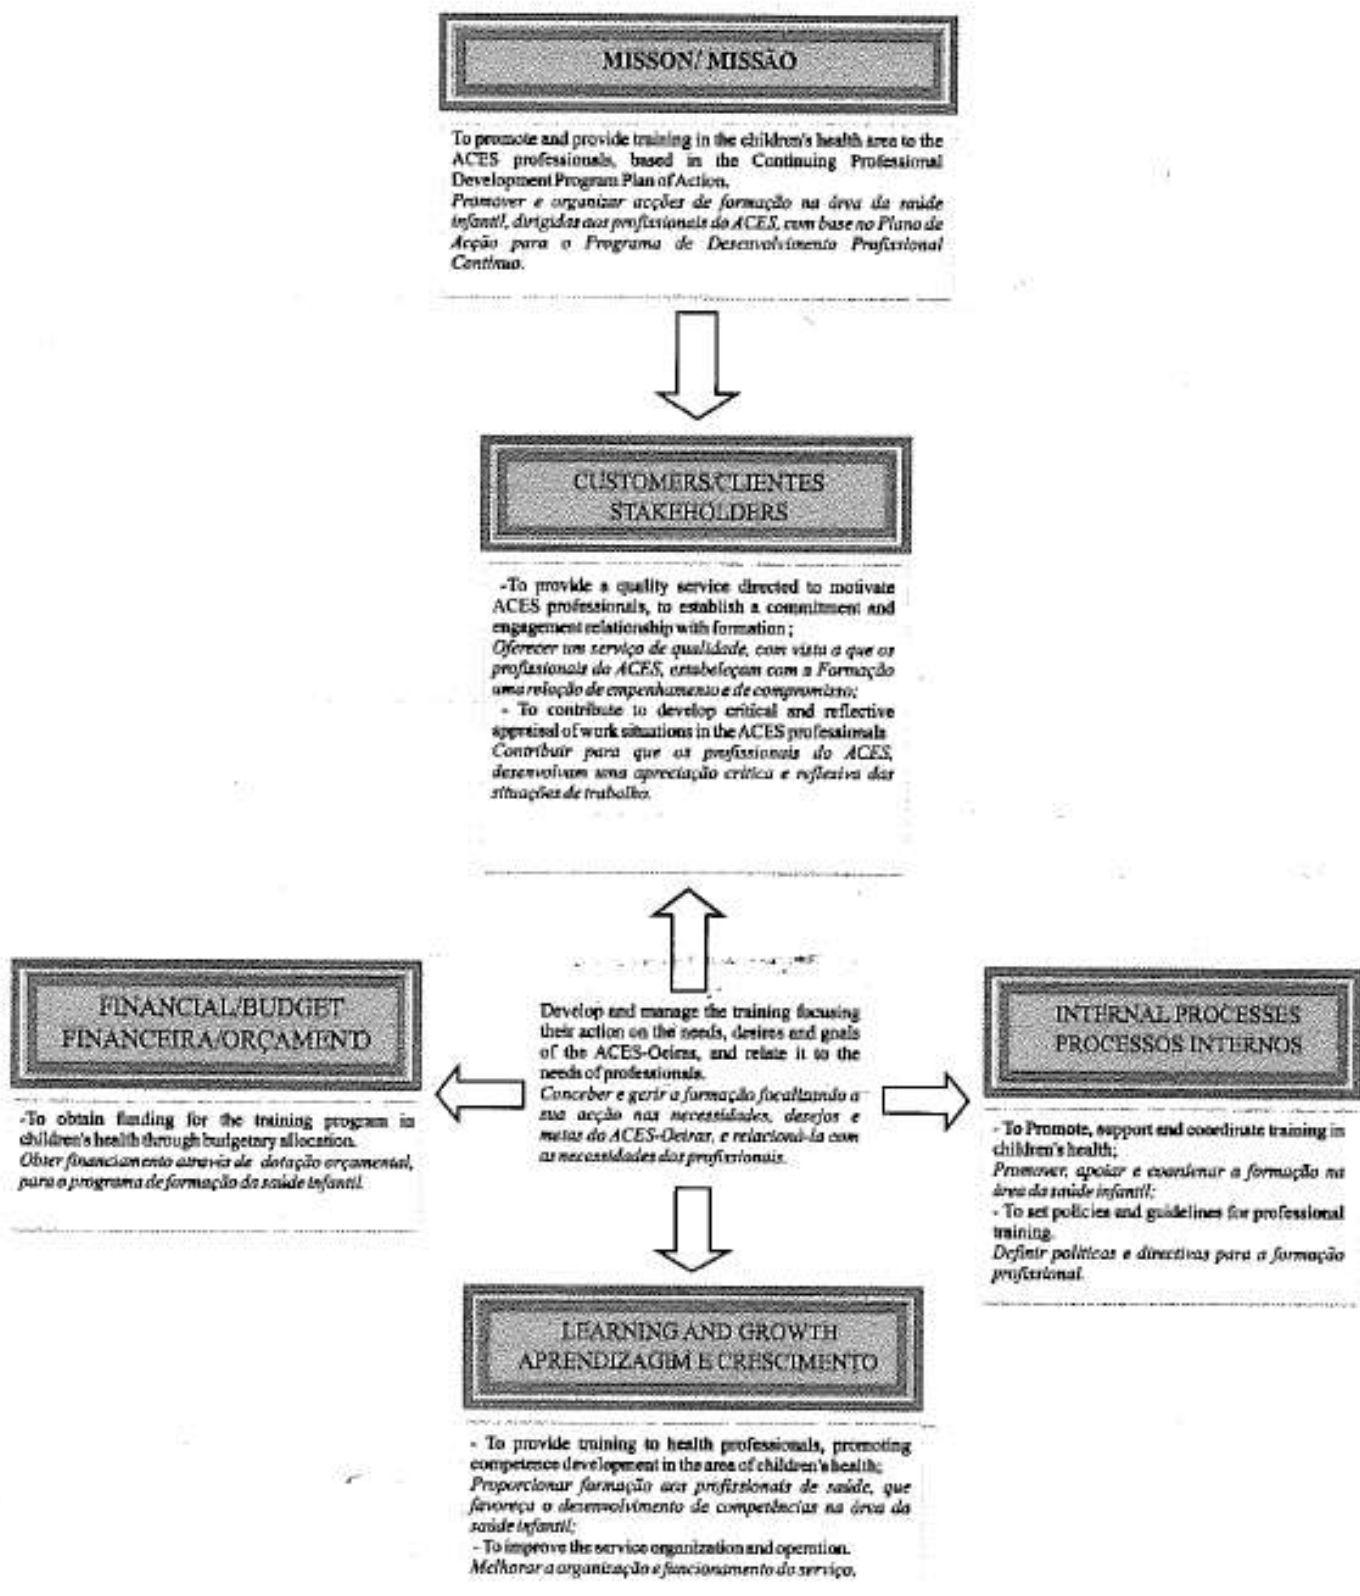 MISSON/ MISSÃO
To promote and provide training in the children's health area to the
ACES professionals, based in the Continuing Professional
Development Program Plan of Action.
Promover e organizar acções de formação na área da saúde
infantil, dirigidas aos profissionais do ACES, com base no Plano de
Acção para o Programa de Desenvolvimento Profissional
Contínuo.
CUSTOMERS/CLIENTES
STAKEHOLDERS
-To provide a quality service directed to motivate
ACES professionals, to establish a commitment and
engagement relationship with formation;
Oferecer um serviço de qualidade, com vista a que os
profissionais do ACES, estabeleçam com a Formação
uma relação de empenhamento e de compromisso;
- To contribute to develop critical and reflective
appraisal of work situations in the ACES professionals
Contribuir para que os profissionais do ACES,
desenvolvam uma apreciação crítica e reflexiva das
situações de trabalho.
FINANCIAL/BUDGET
FINANCEIRA/ORÇAMENTO
-To obtain funding for the training program in
children's health through budgetary allocation.
Obter financiamento através de dotação orçamental,
para o programa de formação da saúde infantil.
Develop and manage the training focusing
their action on the needs, desires and goals
of the ACES-Oeiras, and relate it to the
needs of professionals.
Conceber e gerir a formação focalizando a
sua acção nas necessidades, desejos e
metas do ACES-Oeiras, e relacioná-la com
as necessidades dos profissionais.
INTERNAL PROCESSES
PROCESSOS INTERNOS
- To Promote, support and coordinate training in
children's health;
Promover, apoiar e coordenar a formação na
área da saúde infantil;
- To set policies and guidelines for professional
training.
Definir políticas e directivas para a formação
profissional.
LEARNING AND GROWTH
APRENDIZAGEM E CRESCIMENTO
- To provide training to health professionals, promoting
competence development in the area of children's health;
Proporcionar formação aos profissionais de saúde, que
favoreça o desenvolvimento de competências na área da
saúde infantil;
- To improve the service organization and operation.
Melhorar a organização e funcionamento do serviço.